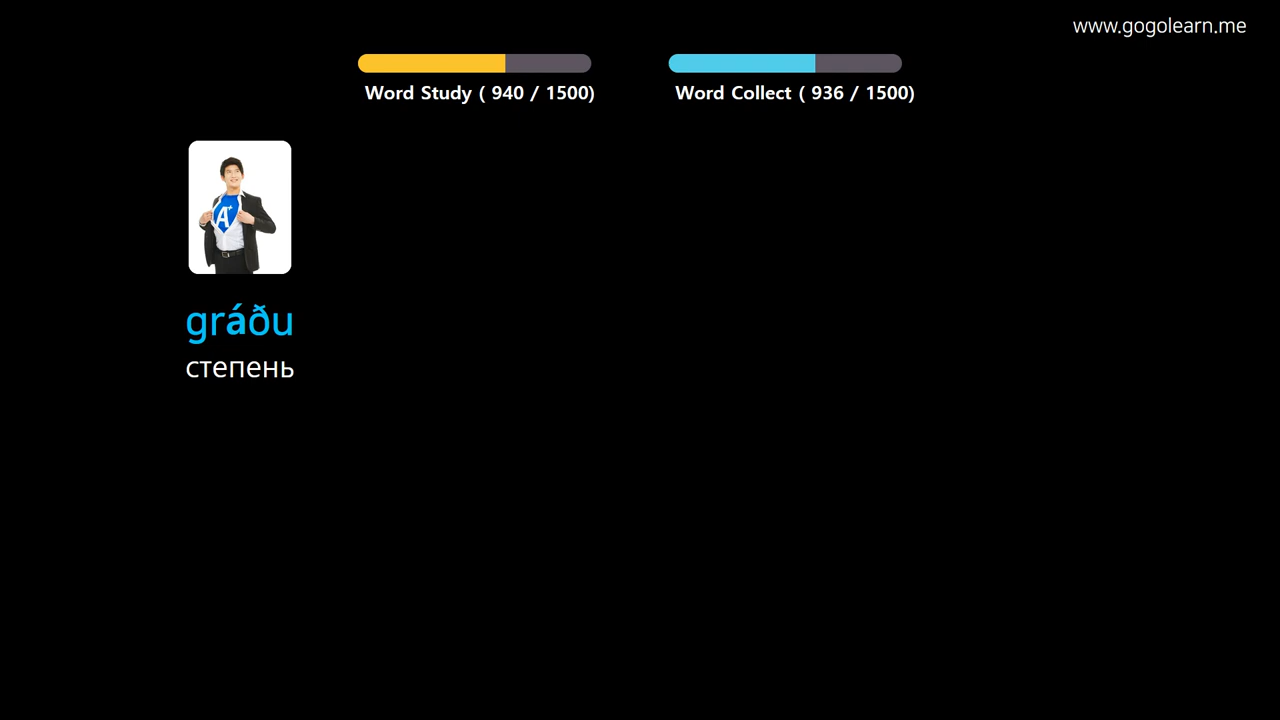 www.gogolearn.me
Word Study ( 940 / 1500)
Word Collect ( 936 / 1500)
A+
gráðu
степень